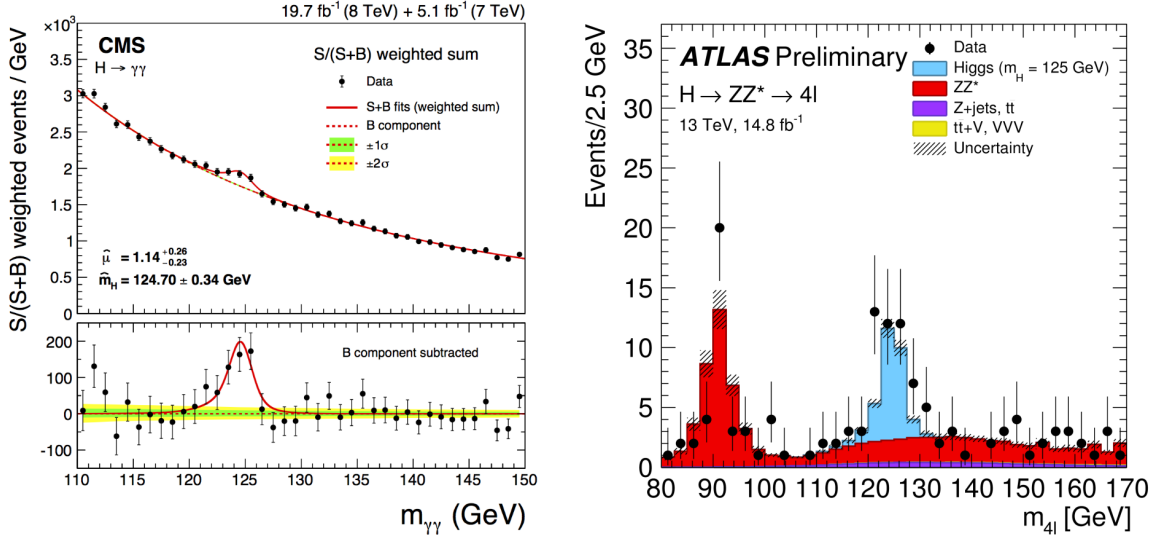 19.7 fb⁻¹ (8 TeV) + 5.1 fb⁻¹ (7 TeV)
×10³
CMS
H → γγ
S/(S+B) weighted sum
Data
S+B fits (weighted sum)
B component
±1σ
±2σ
μ̂ = 1.14 +0.26 −0.23
m̂_H = 124.70 ± 0.34 GeV
S/(S+B) weighted events / GeV
3.5
3
2.5
2
1.5
1
0.5
0
B component subtracted
200
100
0
-100
110 115 120 125 130 135 140 145 150
m_γγ (GeV)
ATLAS Preliminary
H → ZZ* → 4l
13 TeV, 14.8 fb⁻¹
Data
Higgs (m_H = 125 GeV)
ZZ*
Z+jets, tt
tt+V, VVV
Uncertainty
Events/2.5 GeV
35
30
25
20
15
10
5
0
80 90 100 110 120 130 140 150 160 170
m_4l [GeV]